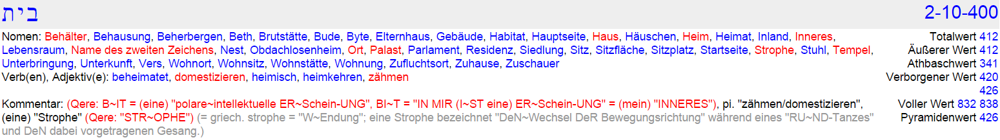 בית 2-10-400
Nomen: Behälter, Behausung, Beherbergen, Beth, Brutstätte, Bude, Byte, Elternhaus, Gebäude, Habitat, Hauptseite, Haus, Häuschen, Heim, Heimat, Inland, Inneres, Totalwert 412
Lebensraum, Name des zweiten Zeichens, Nest, Obdachlosenheim, Ort, Palast, Parlament, Residenz, Siedlung, Sitz, Sitzfläche, Sitzplatz, Startseite, Strophe, Stuhl, Tempel, Äußerer Wert 412
Unterbringung, Unterkunft, Vers, Wohnort, Wohnsitz, Wohnstätte, Wohnung, Zufluchtsort, Zuhause, Zuschauer Athbaschwert 341
Verb(en), Adjektiv(e): beheimatet, domestizieren, heimisch, heimkehren, zähmen Verborgener Wert 420
426
Kommentar: (Qere: B~IT = (eine) "polare~intellektuelle ER~Schein-UNG", BI~T = "IN MIR (I~ST eine) ER~Schein-UNG" = (mein) "INNERES"), pi. "zähmen/domestizieren", Voller Wert 832 838
(eine) "Strophe" (Qere: "STR~OPHE") (= griech. strophe = "W~Endung"; eine Strophe bezeichnet "DeN~Wechsel DeR Bewegungsrichtung" während eines "RU~ND-Tanzes" Pyramidenwert 426
und DeN dabei vorgetragenen Gesang.)